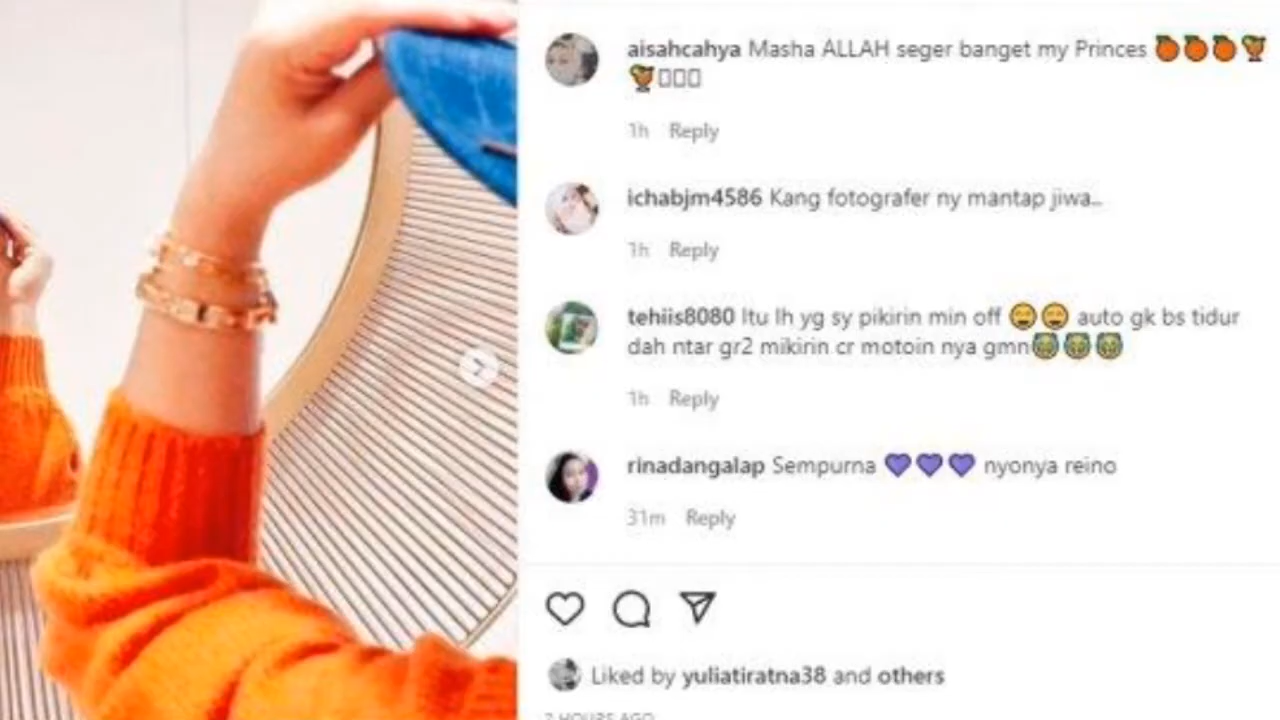 aisahcahya Masha ALLAH seger banget my Princes 🍊🍊🍊🍹
🍹
1h Reply
ichabjm4586 Kang fotografer ny mantap jiwa...
1h Reply
tehiis8080 Itu lh yg sy pikirin min off 😂😂 auto gk bs tidur
dah ntar gr2 mikirin cr motoin nya gmn😭😭😭
1h Reply
rinadangalap Sempurna 💜💜💜 nyonya reino
31m Reply
Liked by yuliatiratna38 and others
HOURS AGO